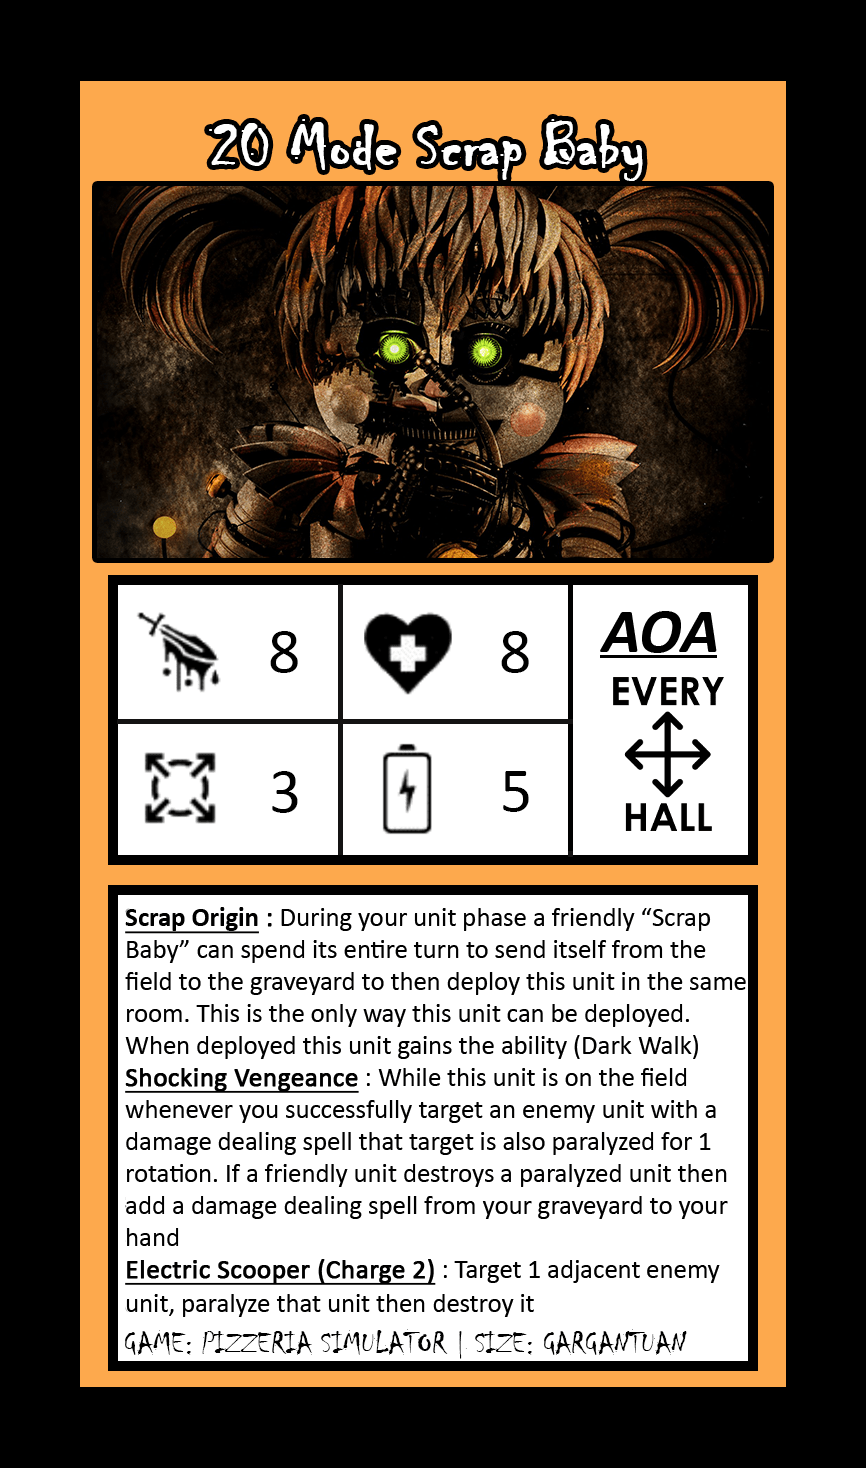 20 Mode Scrap Baby
8
8
AOA
EVERY
HALL
3
5
Scrap Origin : During your unit phase a friendly “Scrap
Baby” can spend its entire turn to send itself from the
field to the graveyard to then deploy this unit in the same
room. This is the only way this unit can be deployed.
When deployed this unit gains the ability (Dark Walk)
Shocking Vengeance : While this unit is on the field
whenever you successfully target an enemy unit with a
damage dealing spell that target is also paralyzed for 1
rotation. If a friendly unit destroys a paralyzed unit then
add a damage dealing spell from your graveyard to your
hand
Electric Scooper (Charge 2) : Target 1 adjacent enemy
unit, paralyze that unit then destroy it
GAME: PIZZERIA SIMULATOR | SIZE: GARGANTUAN